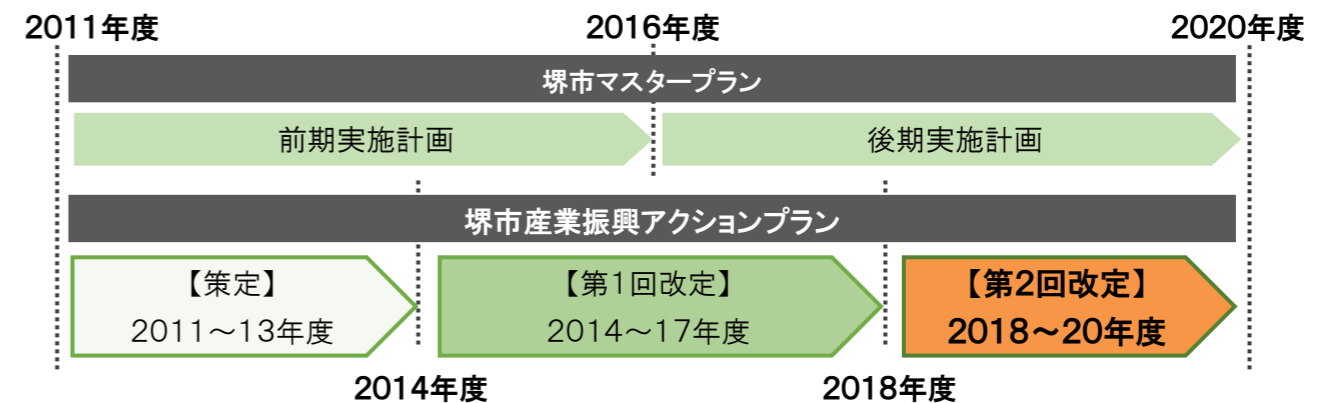 2011年度
2016年度
2020年度
堺市マスタープラン
前期実施計画
後期実施計画
堺市産業振興アクションプラン
【策定】
2011～13年度
【第1回改定】
2014～17年度
【第2回改定】
2018～20年度
2014年度
2018年度